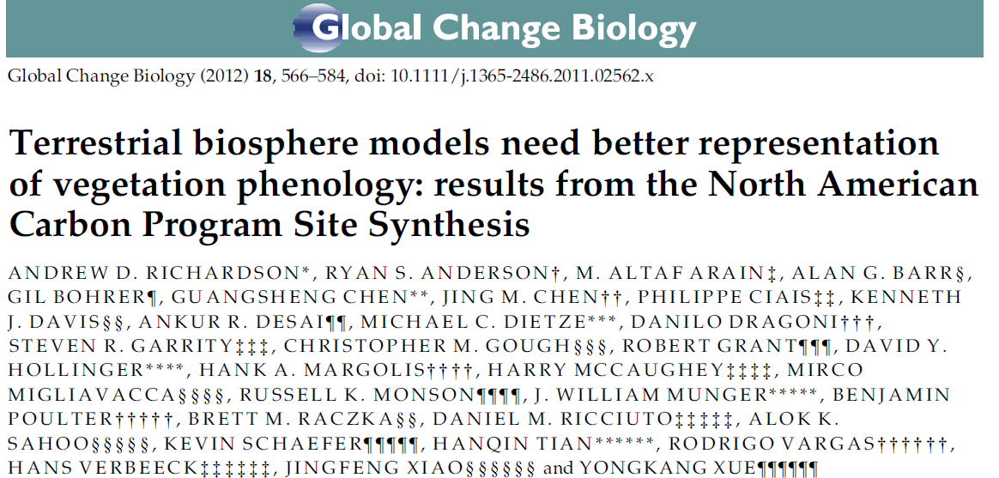 Global Change Biology
Global Change Biology (2012) 18, 566–584, doi: 10.1111/j.1365-2486.2011.02562.x
Terrestrial biosphere models need better representation
of vegetation phenology: results from the North American
Carbon Program Site Synthesis
ANDREW D. RICHARDSON*, RYAN S. ANDERSON†, M. ALTAF ARAIN‡, ALAN G. BARR§,
GIL BOHRER¶, GUANGSHENG CHEN**, JING M. CHEN††, PHILIPPE CIAIS‡‡, KENNETH
J. DAVIS§§, ANKUR R. DESAI¶¶, MICHAEL C. DIETZE***, DANILO DRAGONI†††,
STEVEN R. GARRITY‡‡‡, CHRISTOPHER M. GOUGH§§§, ROBERT GRANT¶¶¶, DAVID Y.
HOLLINGER****, HANK A. MARGOLIS††††, HARRY MCCAUGHEY‡‡‡‡, MIRCO
MIGLIAVACCA§§§§, RUSSELL K. MONSON¶¶¶¶, J. WILLIAM MUNGER*****, BENJAMIN
POULTER†††††, BRETT M. RACZKA§§, DANIEL M. RICCIUTO‡‡‡‡‡, ALOK K.
SAHOO§§§§§, KEVIN SCHAEFER¶¶¶¶¶, HANQIN TIAN******, RODRIGO VARGAS††††††,
HANS VERBEECK‡‡‡‡‡‡, JINGFENG XIAO§§§§§§ and YONGKANG XUE¶¶¶¶¶¶